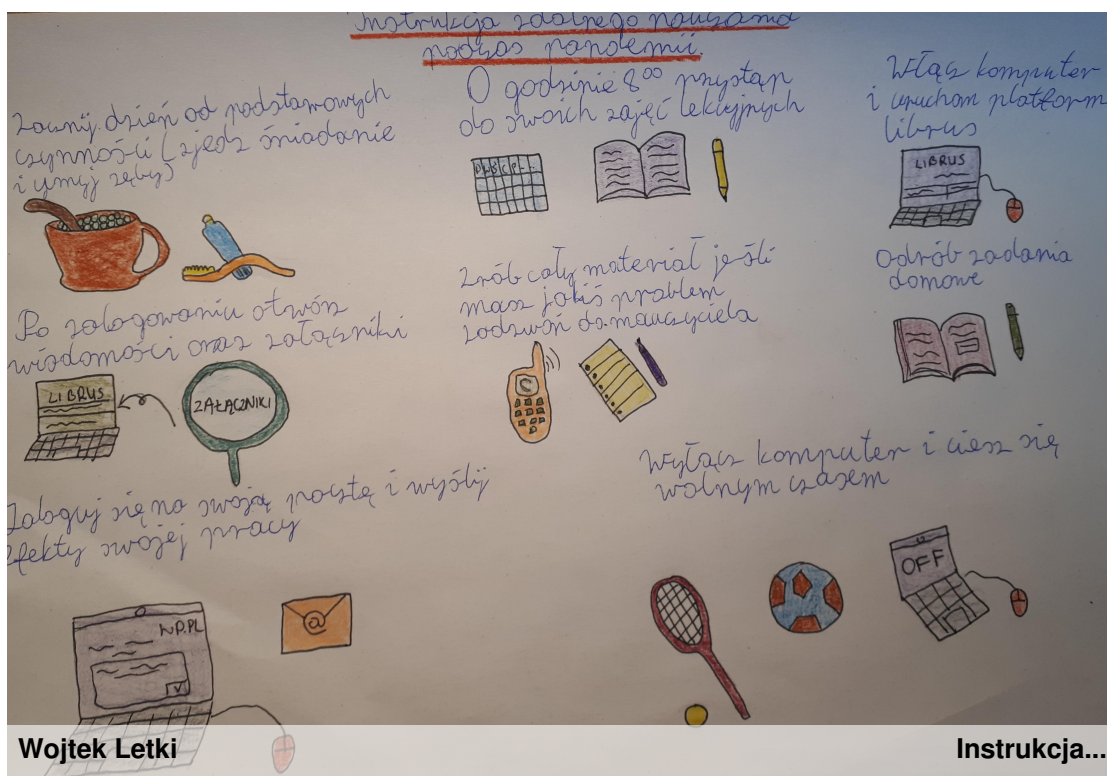 Instrukcja zdalnego nauczania
podczas pandemii.
Zacznij dzień od podstawowych
czynności (zjedz śniadanie
i umyj zęby)
O godzinie 8⁰⁰ przystąp
do swoich zajęć lekcyjnych
Włącz komputer
i uruchom platform
librus
LIBRUS
Po zalogowaniu otwórz
wiadomości oraz załączniki
LIBRUS
ZAŁĄCZNIKI
Zrób cały materiał jeśli
masz jakiś problem
zadzwoń do nauczyciela
Odrób zadania
domowe
Zaloguj się na swoją pocztę i wyślij
efekty swojej pracy
WP.PL
@
Wyłącz komputer i ciesz się
wolnym czasem
OFF
Wojtek Letki
Instrukcja...